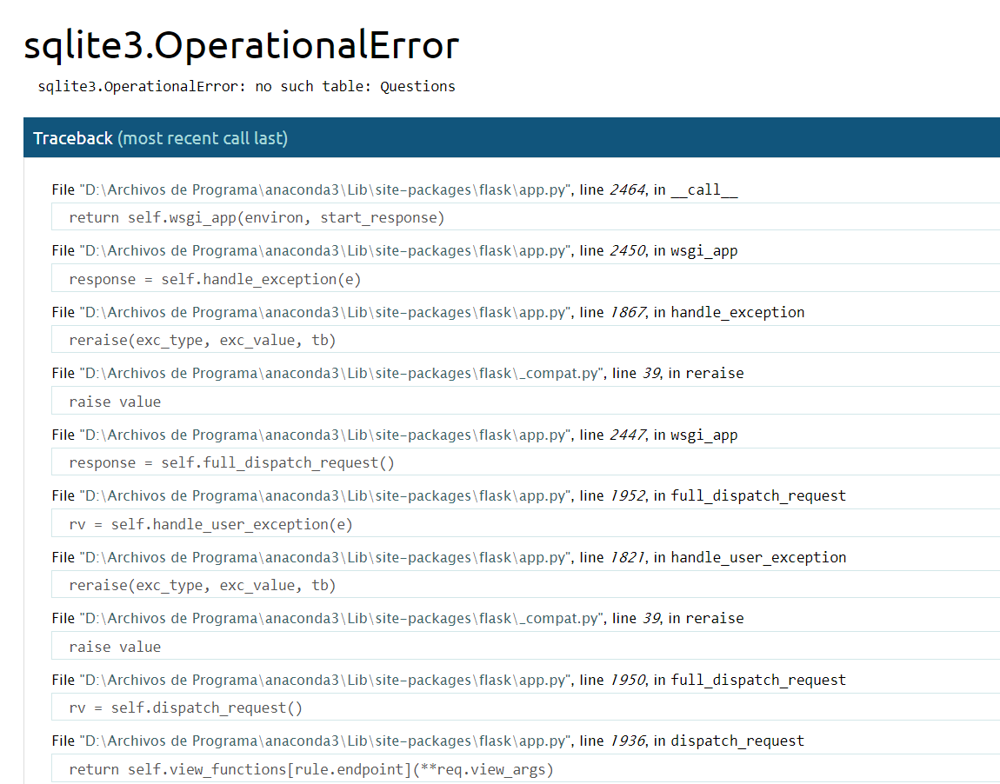 sqlite3.OperationalError
sqlite3.OperationalError: no such table: Questions
Traceback (most recent call last)
File "D:\Archivos de Programa\anaconda3\Lib\site-packages\flask\app.py", line 2464, in __call__
return self.wsgi_app(environ, start_response)
File "D:\Archivos de Programa\anaconda3\Lib\site-packages\flask\app.py", line 2450, in wsgi_app
response = self.handle_exception(e)
File "D:\Archivos de Programa\anaconda3\Lib\site-packages\flask\app.py", line 1867, in handle_exception
reraise(exc_type, exc_value, tb)
File "D:\Archivos de Programa\anaconda3\Lib\site-packages\flask\_compat.py", line 39, in reraise
raise value
File "D:\Archivos de Programa\anaconda3\Lib\site-packages\flask\app.py", line 2447, in wsgi_app
response = self.full_dispatch_request()
File "D:\Archivos de Programa\anaconda3\Lib\site-packages\flask\app.py", line 1952, in full_dispatch_request
rv = self.handle_user_exception(e)
File "D:\Archivos de Programa\anaconda3\Lib\site-packages\flask\app.py", line 1821, in handle_user_exception
reraise(exc_type, exc_value, tb)
File "D:\Archivos de Programa\anaconda3\Lib\site-packages\flask\_compat.py", line 39, in reraise
raise value
File "D:\Archivos de Programa\anaconda3\Lib\site-packages\flask\app.py", line 1950, in full_dispatch_request
rv = self.dispatch_request()
File "D:\Archivos de Programa\anaconda3\Lib\site-packages\flask\app.py", line 1936, in dispatch_request
return self.view_functions[rule.endpoint](**req.view_args)